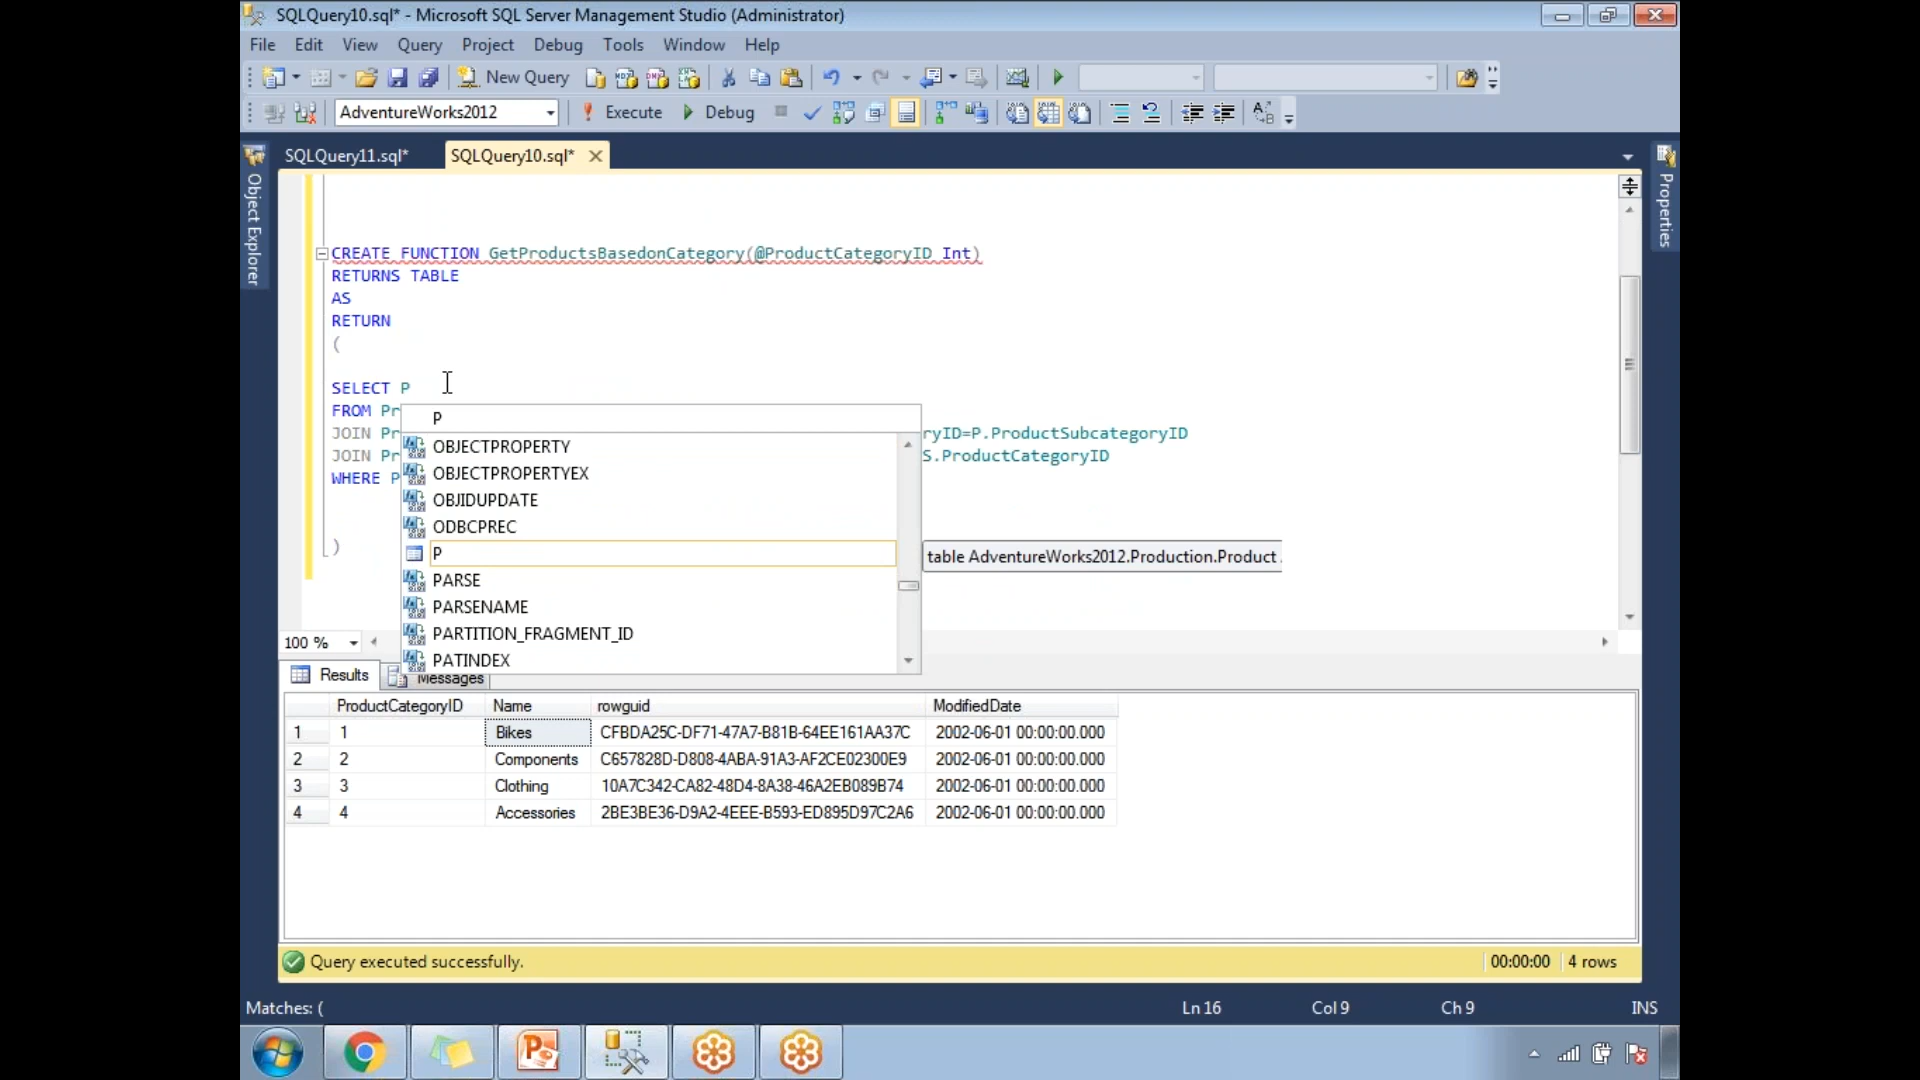 SQLQuery10.sql* - Microsoft SQL Server Management Studio (Administrator)
File Edit View Query Project Debug Tools Window Help
New Query
AdventureWorks2012 Execute Debug
SQLQuery11.sql* SQLQuery10.sql*
Object Explorer
Properties
CREATE FUNCTION GetProductsBasedonCategory(@ProductCategoryID Int)
RETURNS TABLE
AS
RETURN
(
SELECT P
FROM Pr
JOIN Pr ryID=P.ProductSubcategoryID
JOIN Pr S.ProductCategoryID
WHERE P
)
P
OBJECTPROPERTY
OBJECTPROPERTYEX
OBJIDUPDATE
ODBCPREC
P
PARSE
PARSENAME
PARTITION_FRAGMENT_ID
PATINDEX
table AdventureWorks2012.Production.Product
100 %
Results Messages
ProductCategoryID Name rowguid ModifiedDate
1 1 Bikes CFBDA25C-DF71-47A7-B81B-64EE161AA37C 2002-06-01 00:00:00.000
2 2 Components C657828D-D808-4ABA-91A3-AF2CE02300E9 2002-06-01 00:00:00.000
3 3 Clothing 10A7C342-CA82-48D4-8A38-46A2EB089B74 2002-06-01 00:00:00.000
4 4 Accessories 2BE3BE36-D9A2-4EEE-B593-ED895D97C2A6 2002-06-01 00:00:00.000
Query executed successfully. 00:00:00 4 rows
Matches: ( Ln 16 Col 9 Ch 9 INS